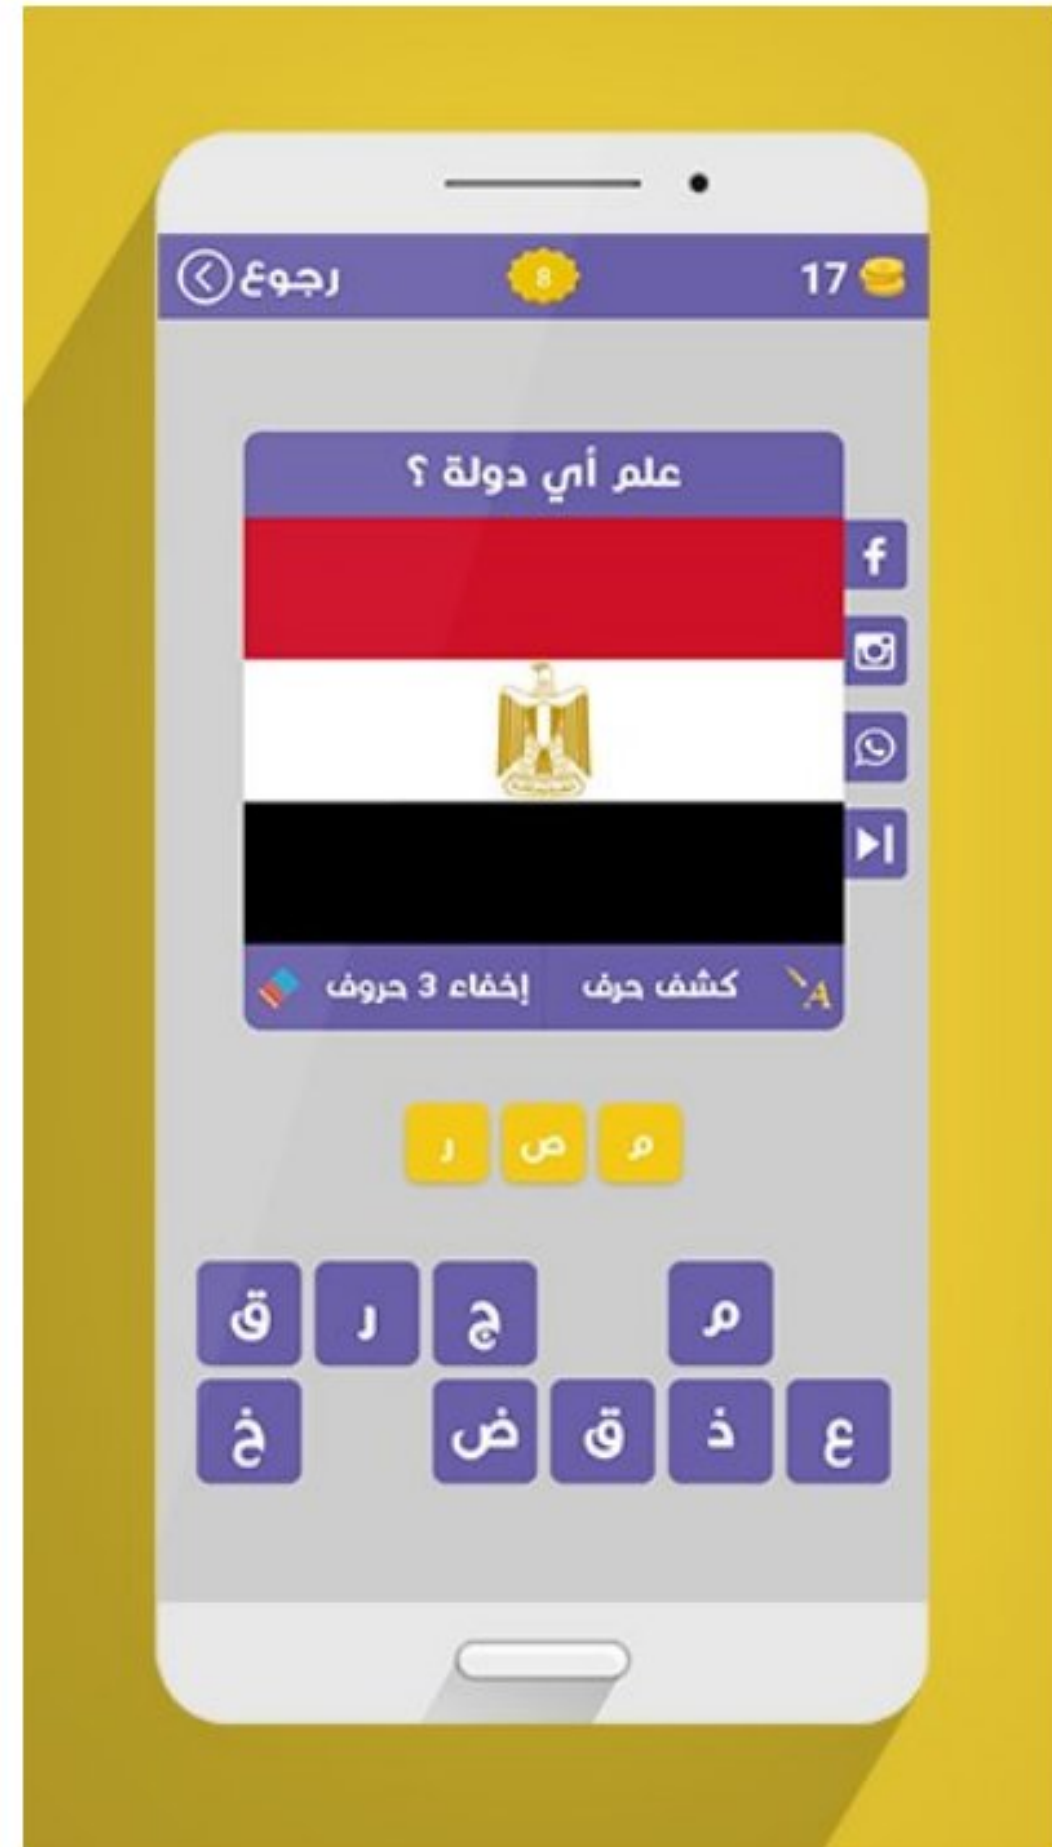 17 8 رجوع
علم أي دولة ؟
f
A كشف حرف إخفاء 3 حروف
م ص ر
م ج ر ق
ع ذ ق ض خ